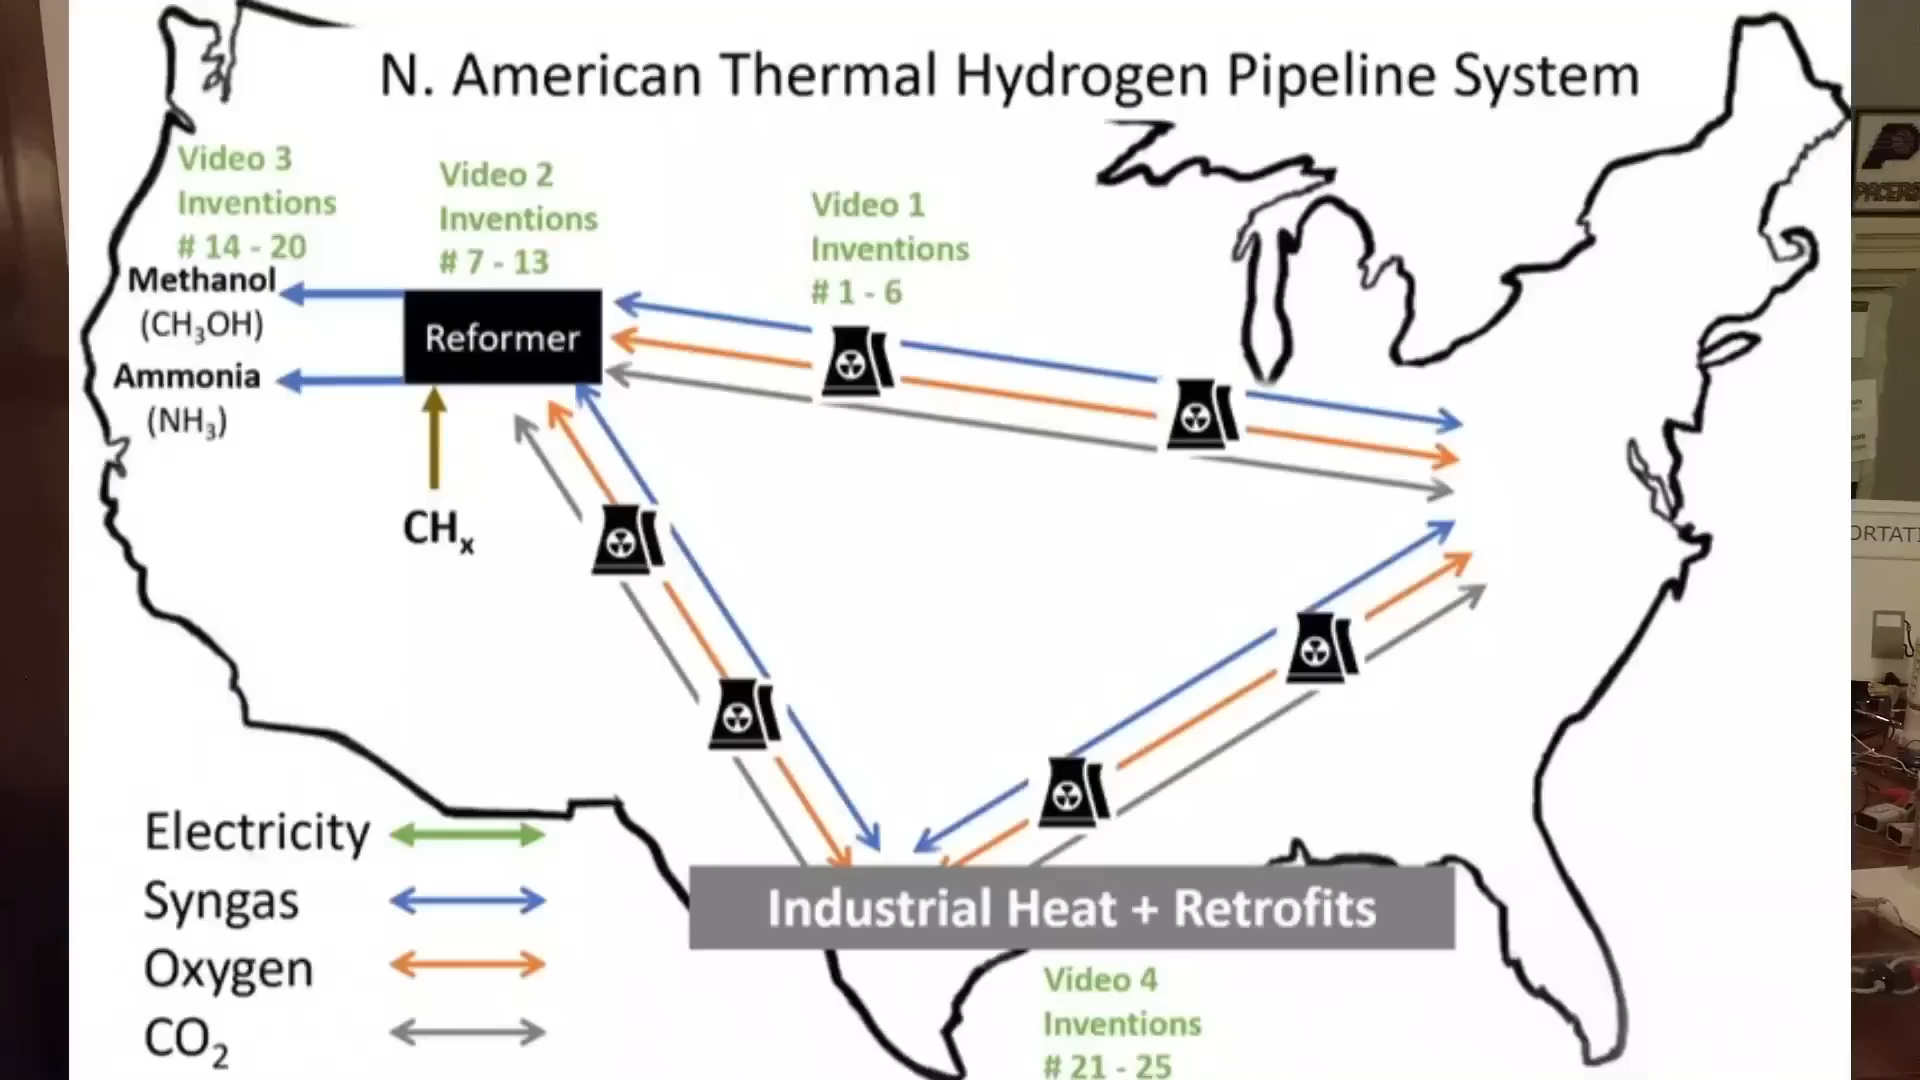 N. American Thermal Hydrogen Pipeline System
Video 3
Inventions
# 14 - 20
Video 2
Inventions
# 7 - 13
Video 1
Inventions
# 1 - 6
Methanol
(CH₃OH)
Ammonia
(NH₃)
Reformer
CHₓ
Electricity
Syngas
Oxygen
CO₂
Industrial Heat + Retrofits
Video 4
Inventions
# 21 - 25
PACERS
ORTATI